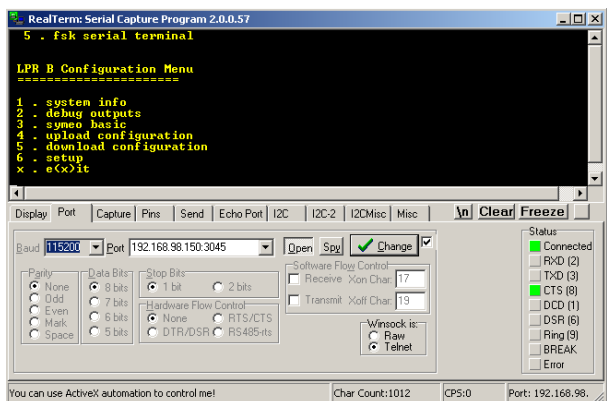 RealTerm: Serial Capture Program 2.0.0.57
5 . fsk serial terminal
LPR B Configuration Menu
=======================
1 . system info
2 . debug outputs
3 . symeo basic
4 . upload configuration
5 . download configuration
6 . setup
x . e(x)it
Display Port Capture Pins Send Echo Port I2C I2C-2 I2CMisc Misc \n Clear Freeze
Baud 115200 Port 192.168.98.150:3045 Open Spy Change
Parity
None
Odd
Even
Mark
Space
Data Bits
8 bits
7 bits
6 bits
5 bits
Stop Bits
1 bit 2 bits
Hardware Flow Control
None RTS/CTS
DTR/DSR RS485-rts
Software Flow Control
Receive Xon Char: 17
Transmit Xoff Char: 19
Winsock is:
Raw
Telnet
Status
Connected
RXD (2)
TXD (3)
CTS (8)
DCD (1)
DSR (6)
Ring (9)
BREAK
Error
You can use ActiveX automation to control me! Char Count:1012 CPS:0 Port: 192.168.98.